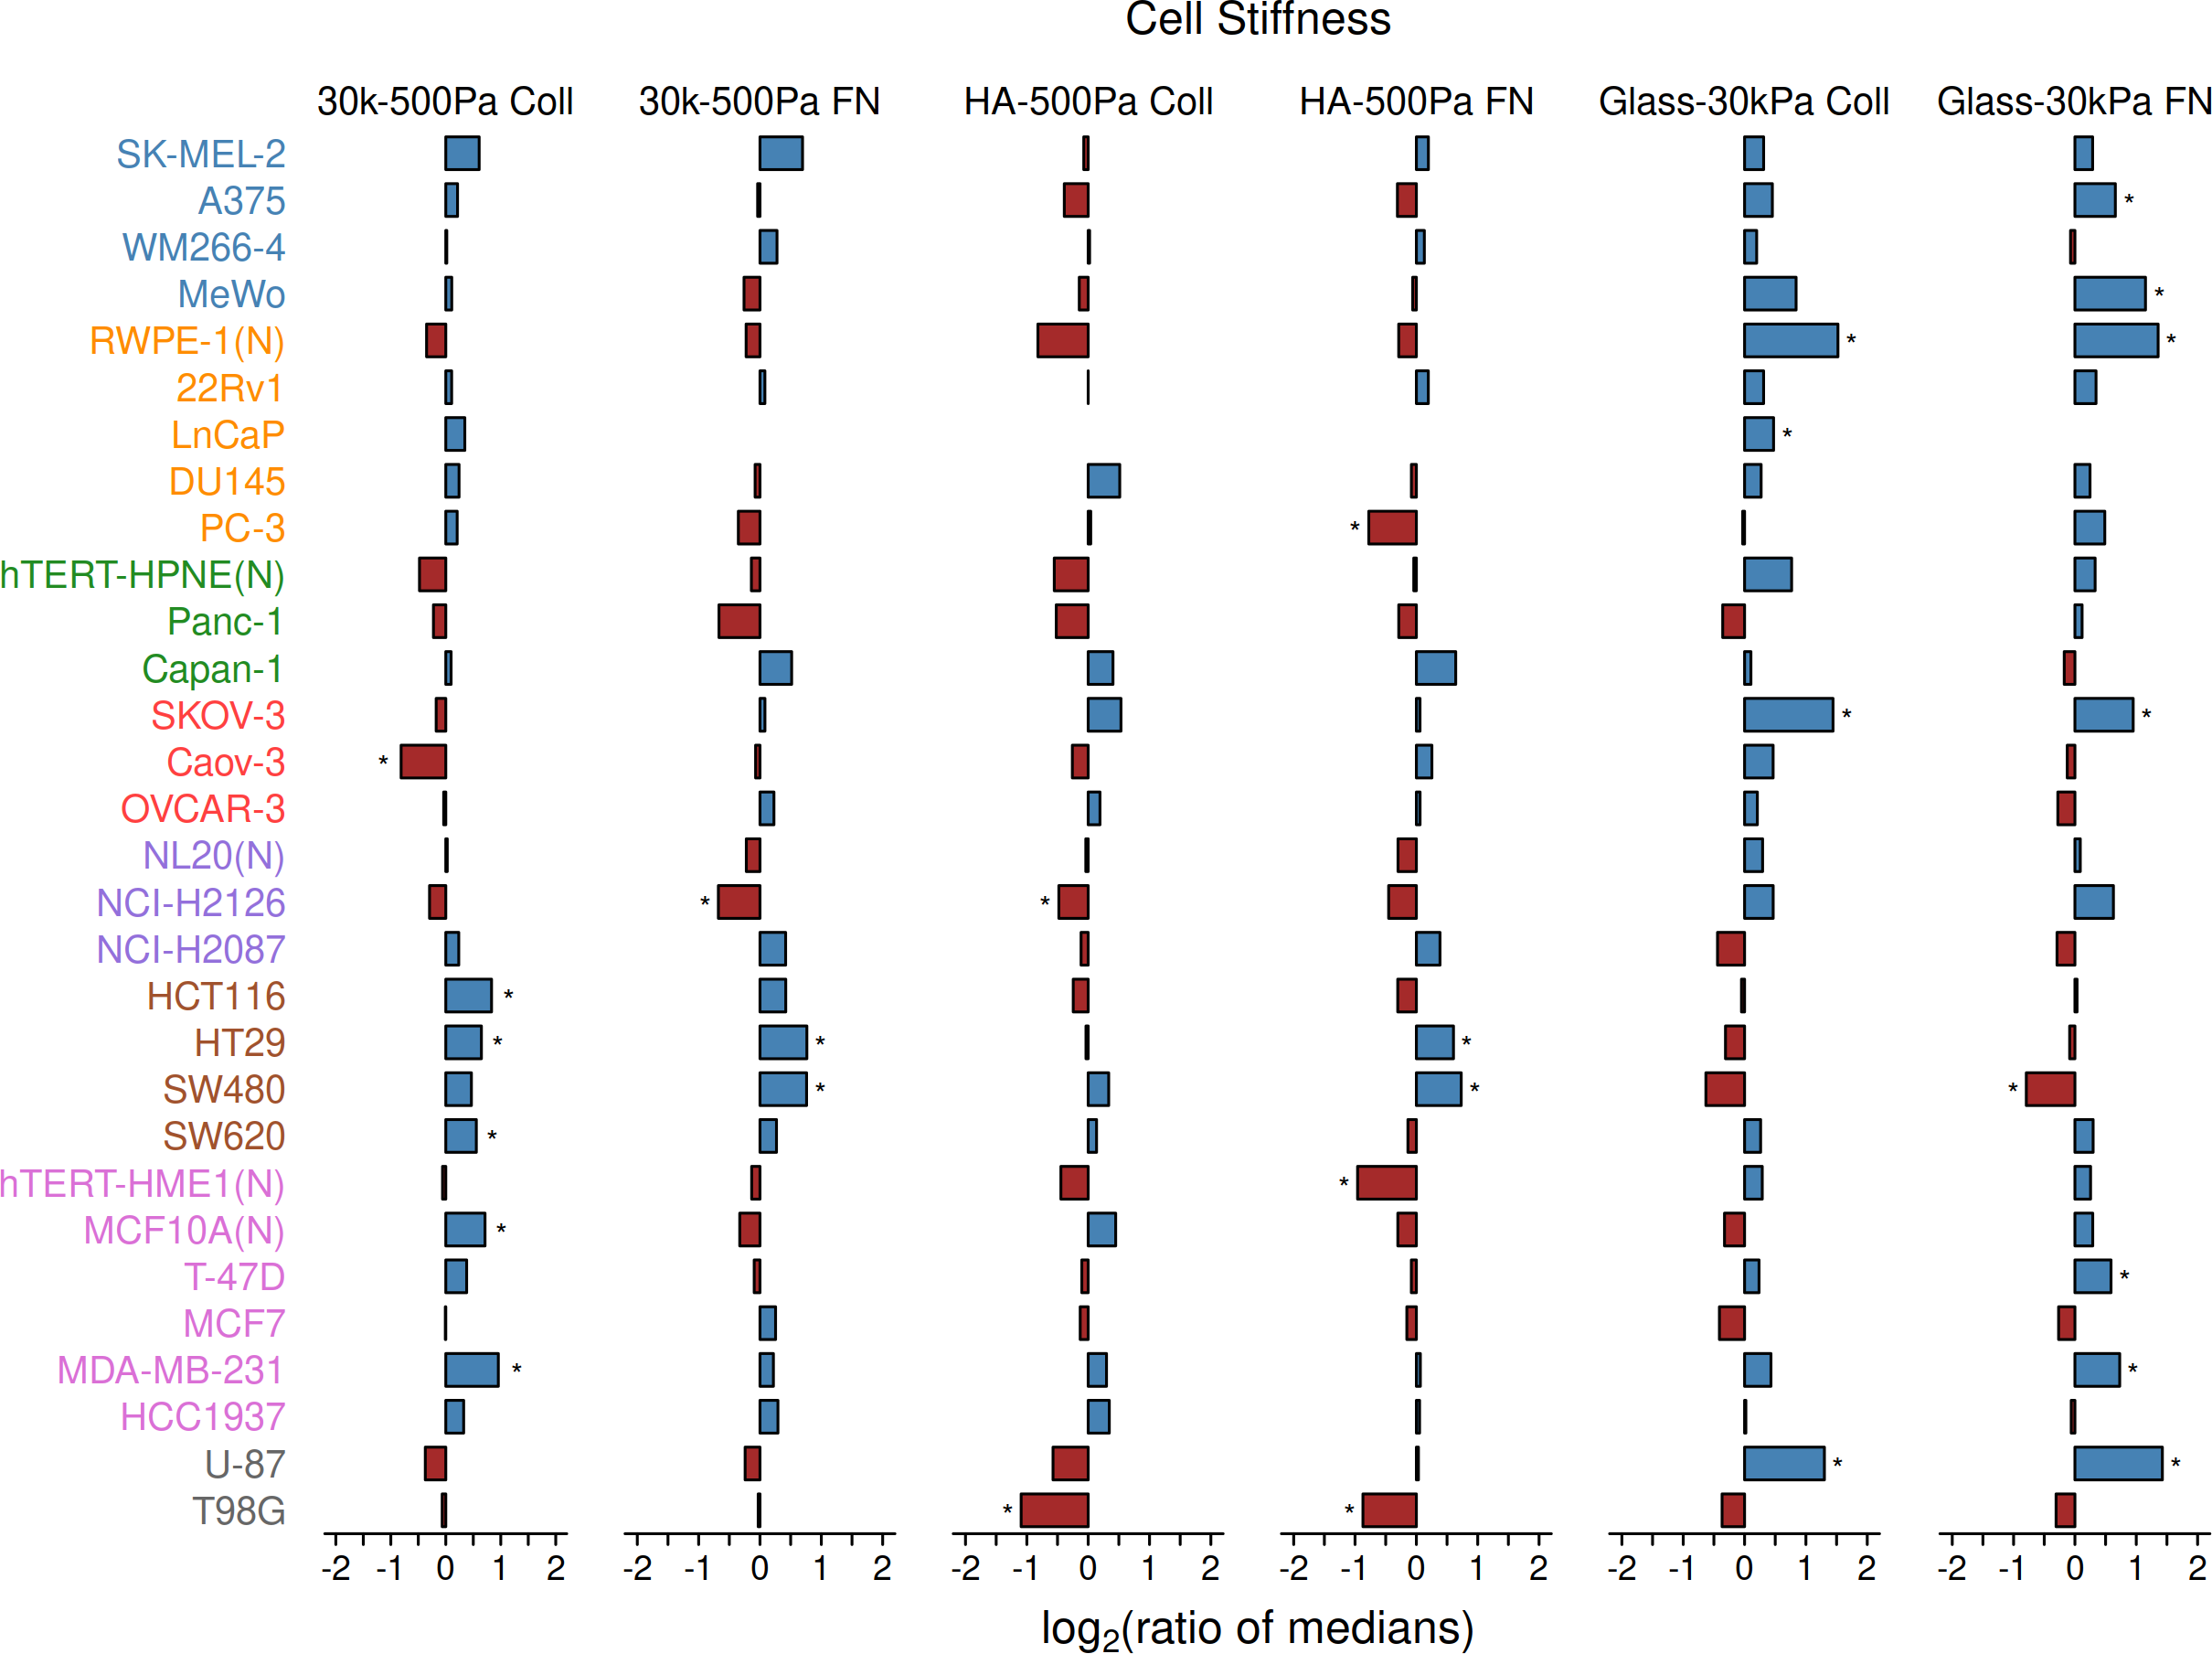 Cell Stiffness
30k-500Pa Coll 30k-500Pa FN HA-500Pa Coll HA-500Pa FN Glass-30kPa Coll Glass-30kPa FN
SK-MEL-2
A375 *
WM266-4
MeWo *
RWPE-1(N) * *
22Rv1
LnCaP *
DU145
PC-3 *
hTERT-HPNE(N)
Panc-1
Capan-1
SKOV-3 * *
Caov-3 *
OVCAR-3
NL20(N)
NCI-H2126 * *
NCI-H2087
HCT116 *
HT29 * * *
SW480 * * *
SW620 *
hTERT-HME1(N) *
MCF10A(N) *
T-47D *
MCF7
MDA-MB-231 * *
HCC1937
U-87 * *
T98G * *
-2 -1 0 1 2 -2 -1 0 1 2 -2 -1 0 1 2 -2 -1 0 1 2 -2 -1 0 1 2 -2 -1 0 1 2
log₂(ratio of medians)